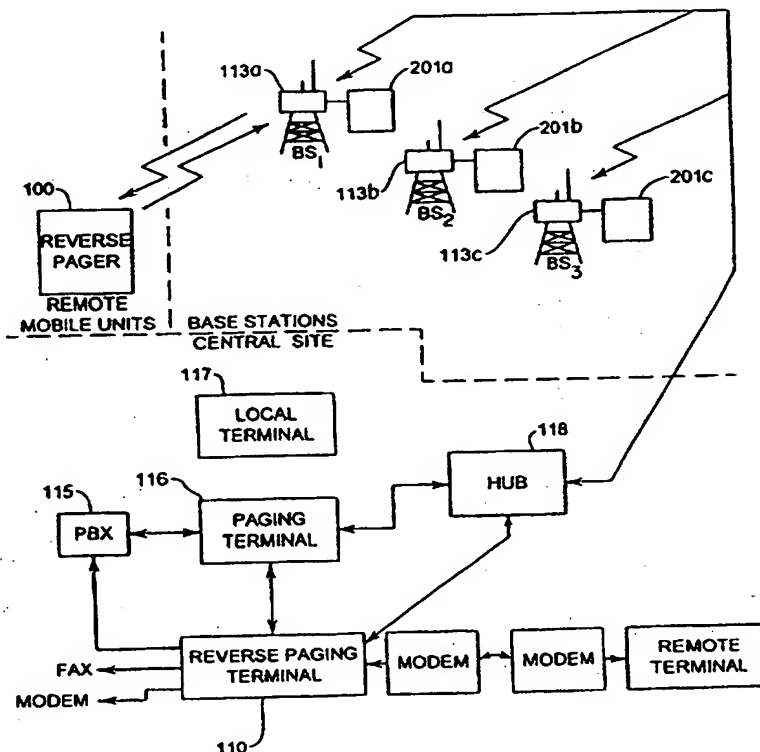 113a
201a
BS1
201b
113b
BS2
201c
113c
BS3
100
REVERSE
PAGER
REMOTE
MOBILE UNITS
BASE STATIONS
CENTRAL SITE
117
LOCAL
TERMINAL
118
HUB
115
PBX
116
PAGING
TERMINAL
REVERSE PAGING
TERMINAL
MODEM
MODEM
REMOTE
TERMINAL
FAX
MODEM
110